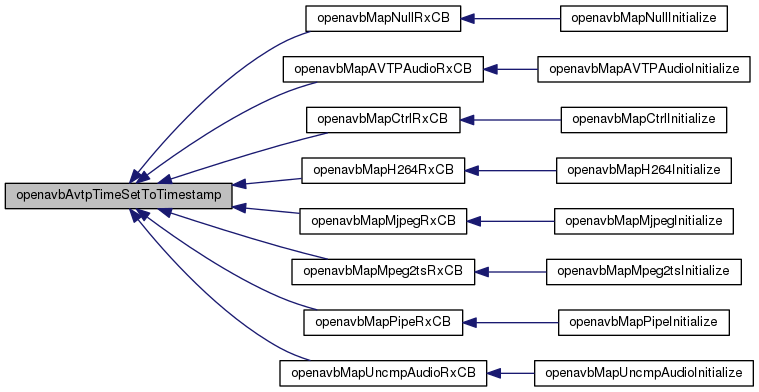 openavbMapNullRxCB
openavbMapNullInitialize
openavbMapAVTPAudioRxCB
openavbMapAVTPAudioInitialize
openavbMapCtrlRxCB
openavbMapCtrlInitialize
openavbMapH264RxCB
openavbMapH264Initialize
openavbAvtpTimeSetToTimestamp
openavbMapMjpegRxCB
openavbMapMjpegInitialize
openavbMapMpeg2tsRxCB
openavbMapMpeg2tsInitialize
openavbMapPipeRxCB
openavbMapPipeInitialize
openavbMapUncmpAudioRxCB
openavbMapUncmpAudioInitialize